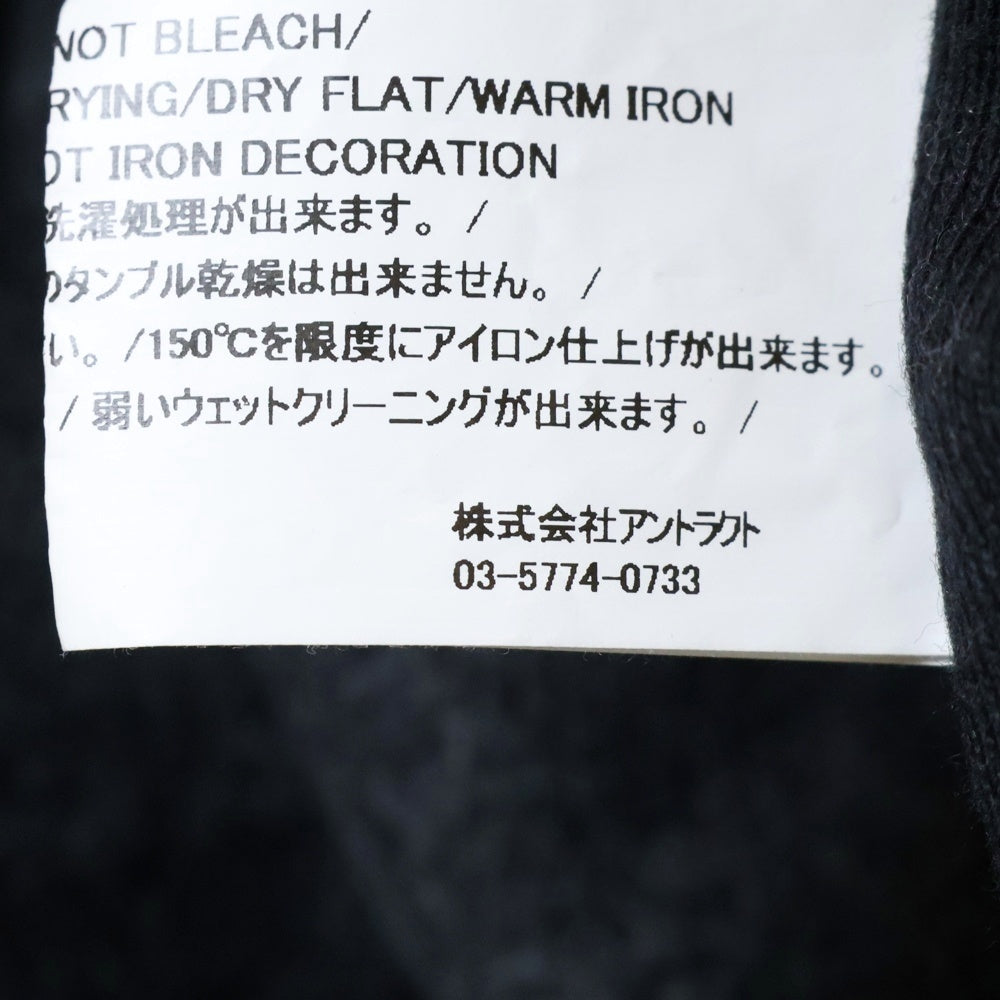 NOT BLEACH/
RYING/DRY FLAT/WARM IRON
OT IRON DECORATION
洗濯処理が出来ます。 /
のタンブル乾燥は出来ません。 /
い。 /150℃を限度にアイロン仕上げが出来ます。
/ 弱いウェットクリーニングが出来ます。 /
株式会社アントラクト
03-5774-0733